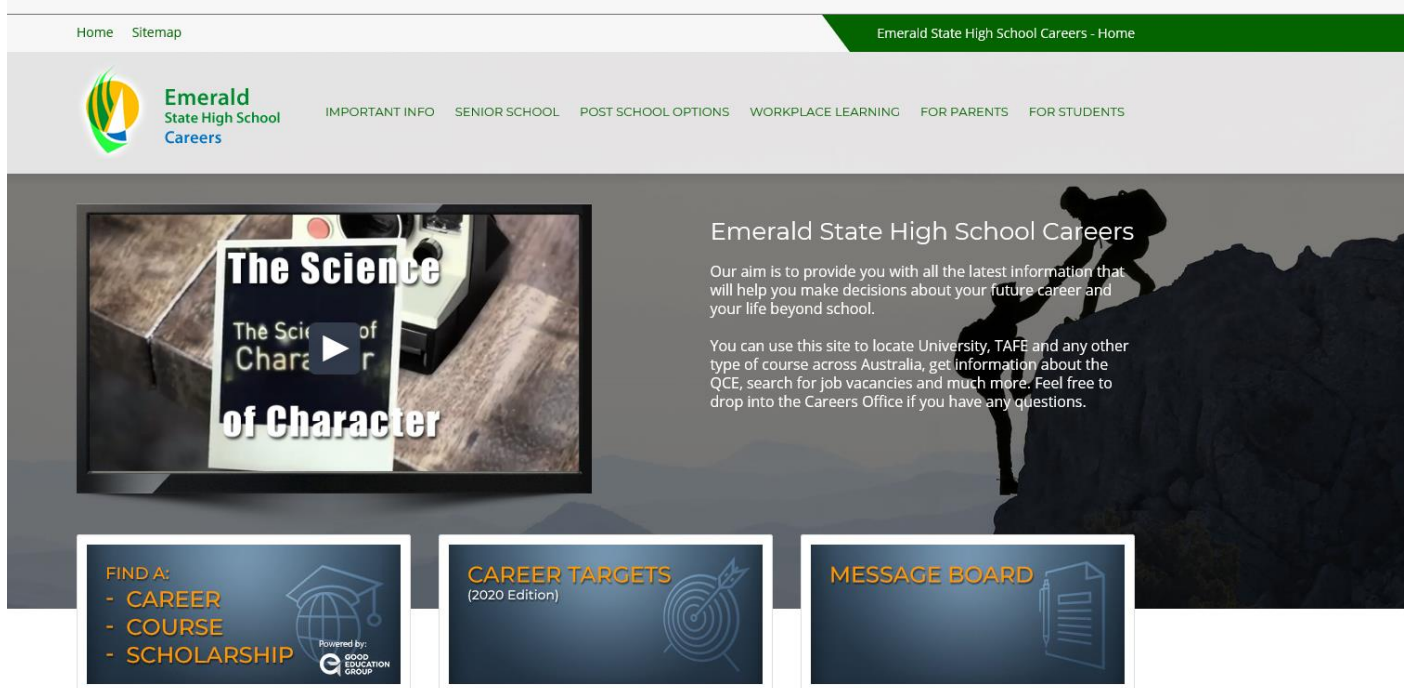 Home Sitemap
Emerald State High School Careers - Home
Emerald
State High School
Careers
IMPORTANT INFO SENIOR SCHOOL POST SCHOOL OPTIONS WORKPLACE LEARNING FOR PARENTS FOR STUDENTS
The Science
The Science of
Character
of Character
Emerald State High School Careers
Our aim is to provide you with all the latest information that
will help you make decisions about your future career and
your life beyond school.
You can use this site to locate University, TAFE and any other
type of course across Australia, get information about the
QCE, search for job vacancies and much more. Feel free to
drop into the Careers Office if you have any questions.
FIND A:
- CAREER
- COURSE
- SCHOLARSHIP
Powered by:
GOOD
EDUCATION
GROUP
CAREER TARGETS
(2020 Edition)
MESSAGE BOARD